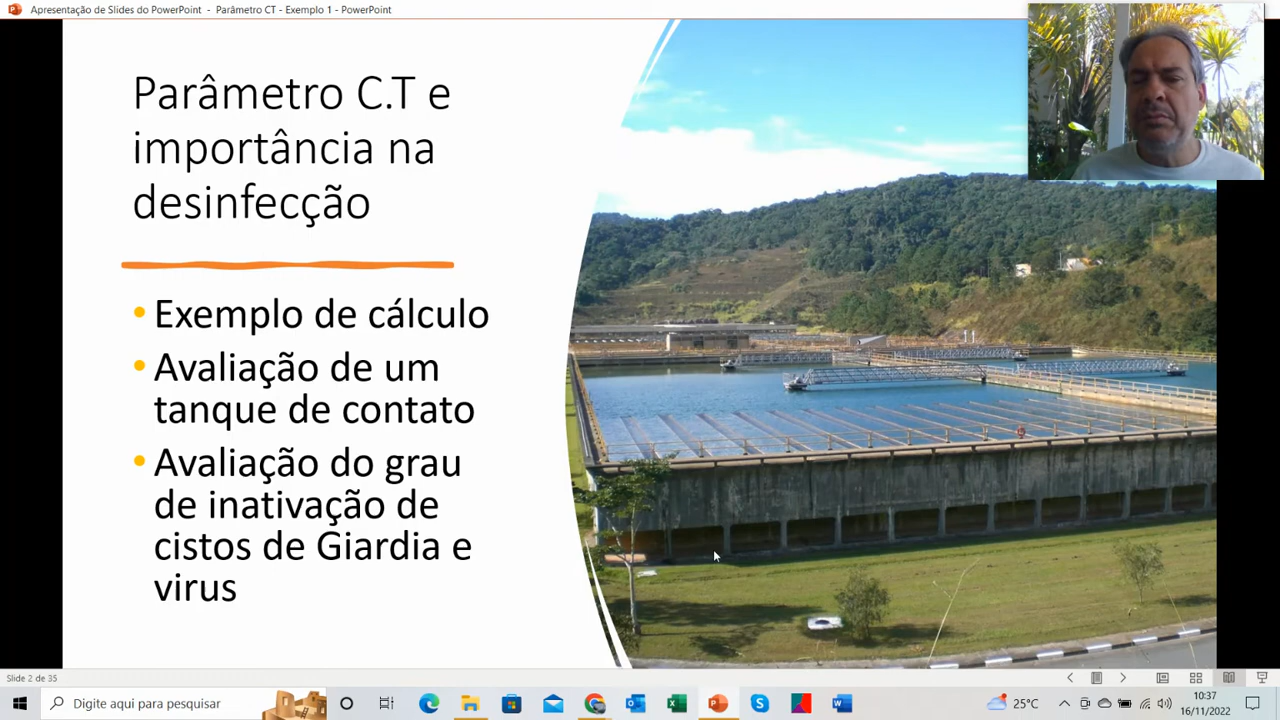 Apresentação de Slides do PowerPoint - Parâmetro CT - Exemplo 1 - PowerPoint
Parâmetro C.T e
importância na
desinfecção
• Exemplo de cálculo
• Avaliação de um
tanque de contato
• Avaliação do grau
de inativação de
cistos de Giardia e
virus
Slide 2 de 35
Digite aqui para pesquisar
25°C
10:37
16/11/2022